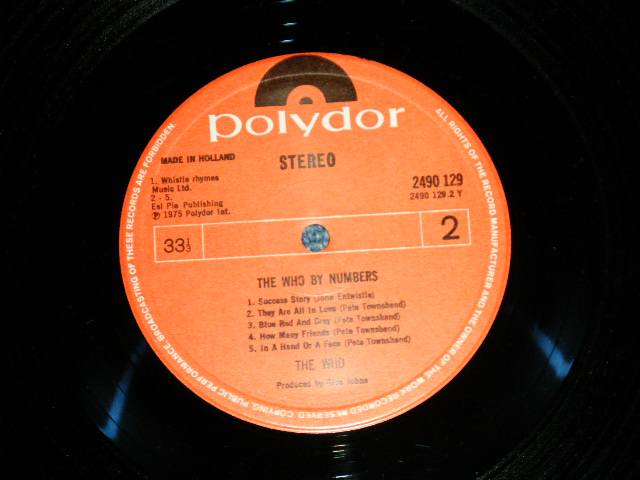 polydor
MADE IN HOLLAND
STEREO
1. Whistle rhymes
Music Ltd.
2 - 5.
Eel Pie Publishing
℗ 1975 Polydor Int.
2490 129
2490 129.2 Y
33 1/3
2
THE WHO BY NUMBERS
1. Success Story (John Entwistle)
2. They Are All In Love (Pete Townshend)
3. Blue Red And Grey (Pete Townshend)
4. How Many Friends (Pete Townshend)
5. In A Hand Or A Face (Pete Townshend)
THE WHO
Produced by Glyn Johns
ALL RIGHTS OF THE RECORD MANUFACTURER AND THE OWNER OF THE WORK RECORDED RESERVED. COPYING, PUBLIC PERFORMANCE, BROADCASTING OF THESE RECORDS ARE FORBIDDEN.